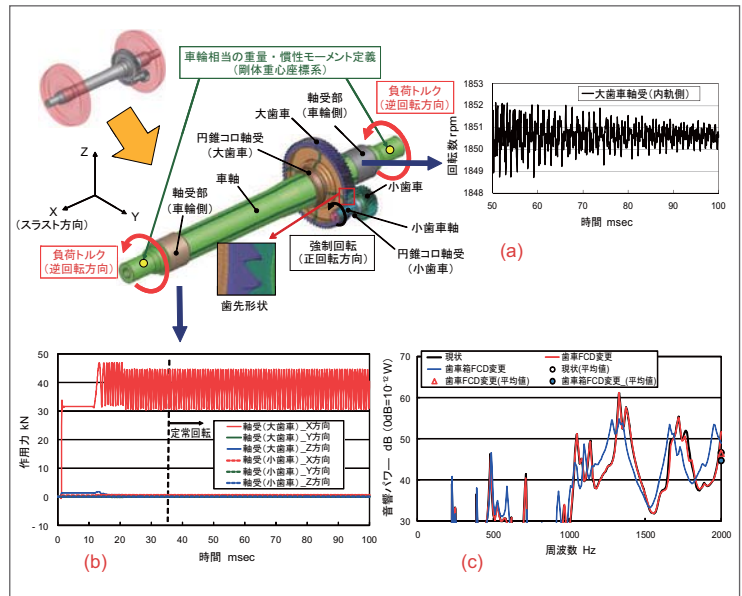 車輪相当の重量・慣性モーメント定義
(剛体重心座標系)
負荷トルク
(逆回転方向)
大歯車
軸受部
(車輪側)
円錐コロ軸受
(大歯車)
車軸
軸受部
(車輪側)
小歯車
小歯車軸
円錐コロ軸受
(小歯車)
強制回転
(正回転方向)
歯先形状
負荷トルク
(逆回転方向)
Z
X
(スラスト方向)
Y
回転数 rpm
1853
1852
1851
1850
1849
1848
大歯車軸受(内軌側)
50 60 70 80 90 100
時間 msec
(a)
作用力 kN
50
40
30
20
10
0
- 10
定常回転
軸受(大歯車)_X方向
軸受(大歯車)_Y方向
軸受(大歯車)_Z方向
軸受(小歯車)_X方向
軸受(小歯車)_Y方向
軸受(小歯車)_Z方向
0 10 20 30 40 50 60 70 80 90 100
時間 msec
(b)
音響パワー dB (0dB=10⁻¹² W)
現状
歯車FCD変更
歯車箱FCD変更
現状(平均値)
歯車FCD変更(平均値)
歯車箱FCD変更_(平均値)
70
60
50
40
30
0 500 1000 1500 2000
周波数 Hz
(c)